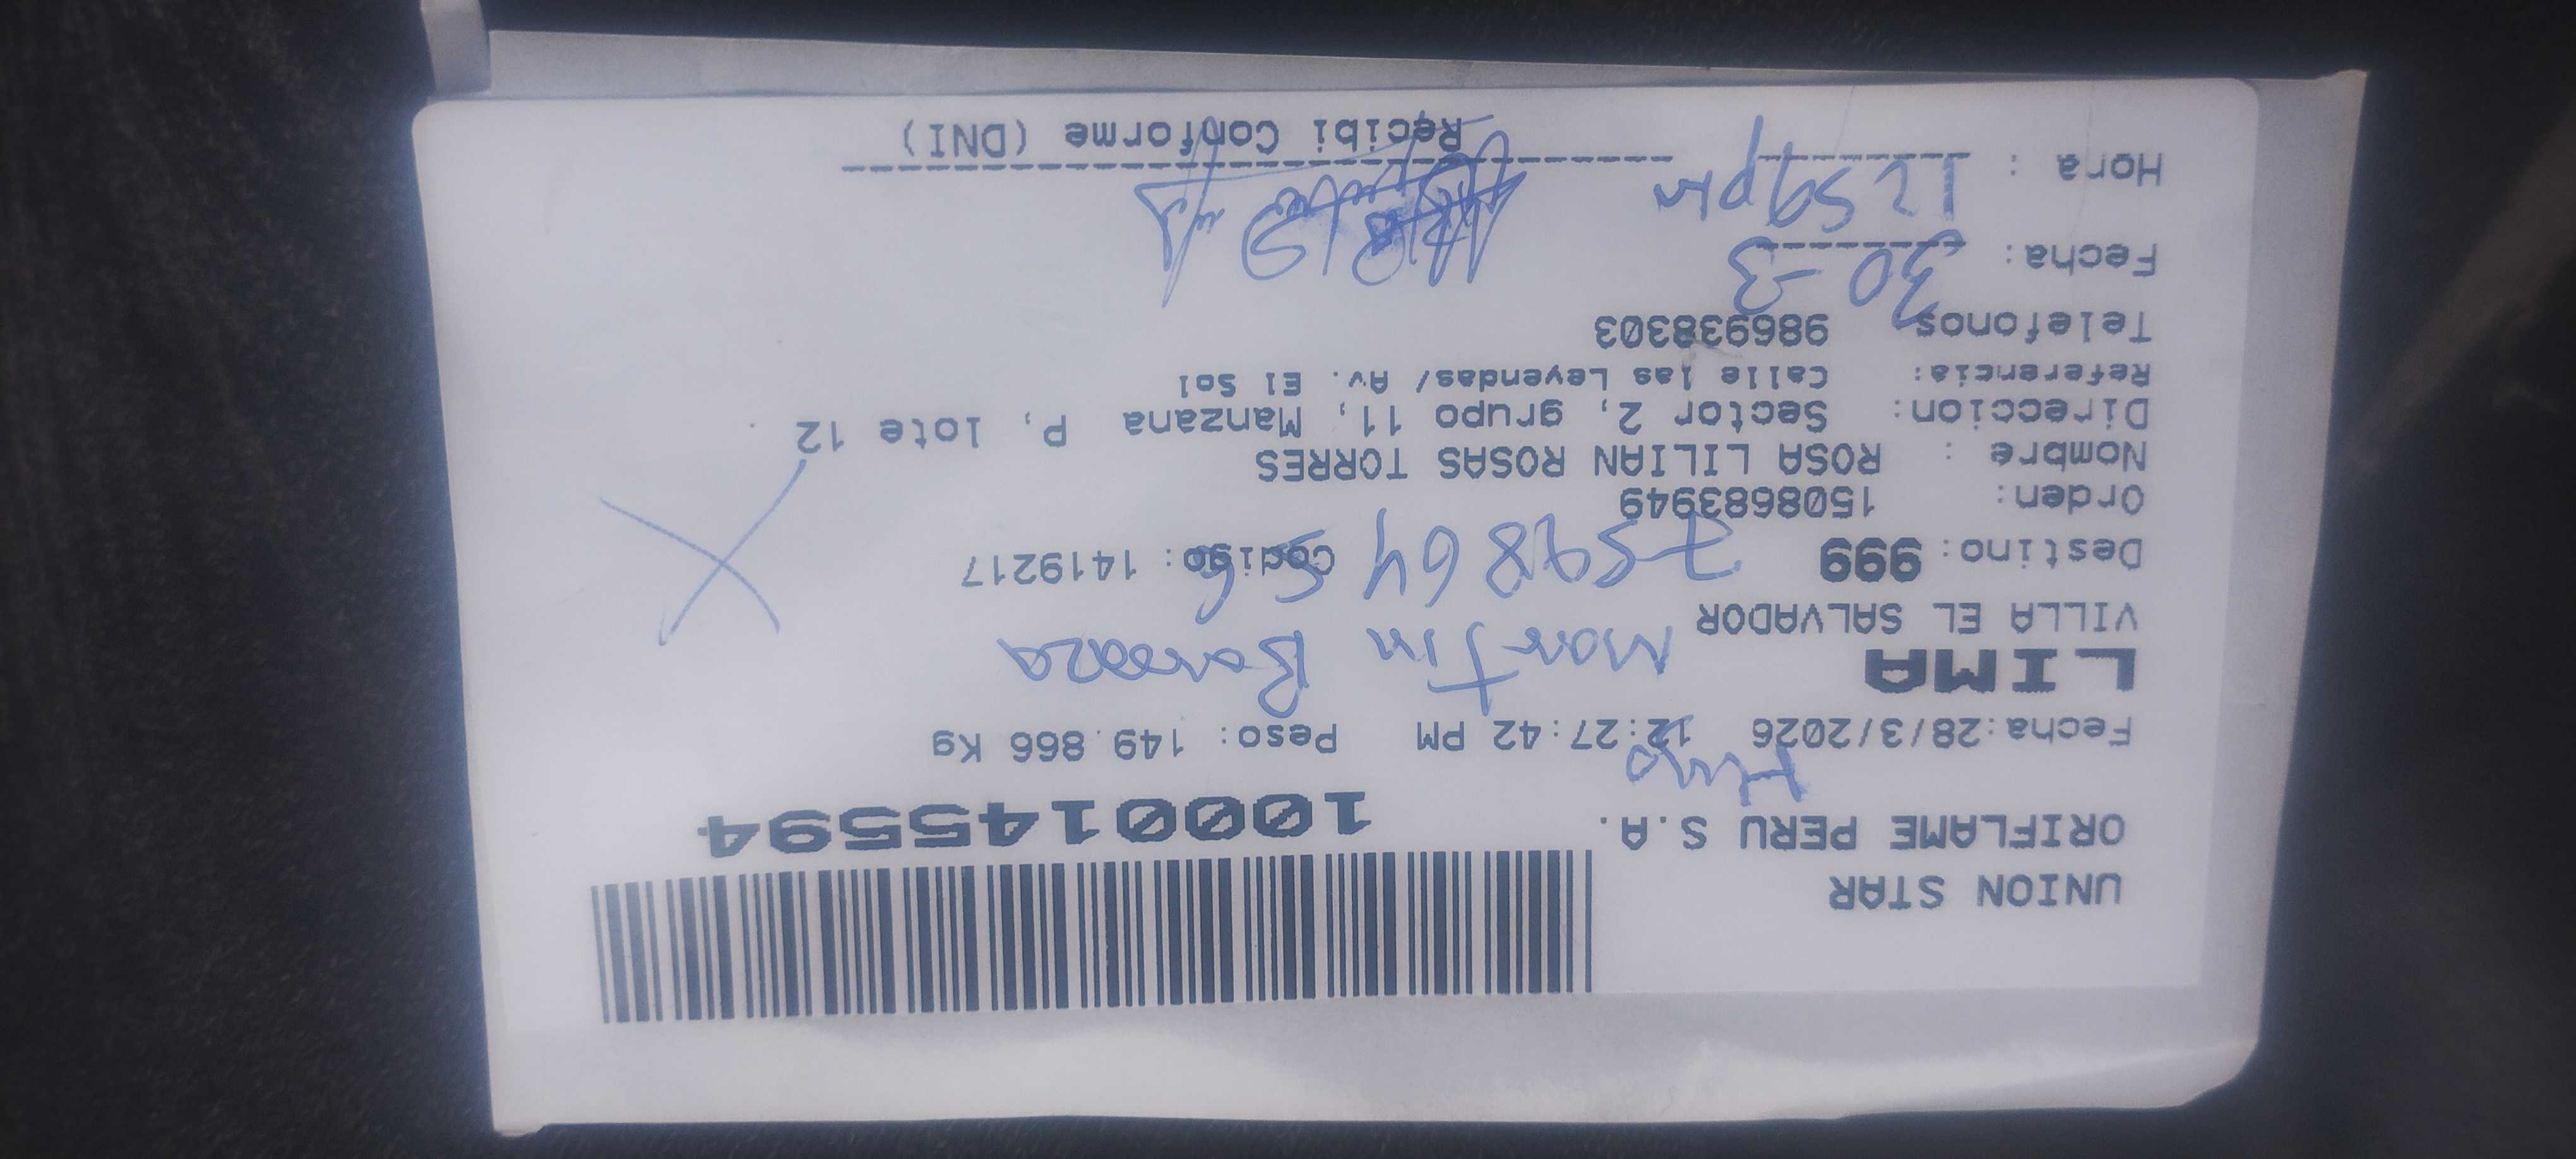 UNION STAR
ORIFLAME PERU S.A.
1000145594
Hijo
Fecha:28/3/2026 12:27:42 PM Peso: 149.866 Kg
LIMA
Martin Barraza
VILLA EL SALVADOR
Destino: 999 Codigo: 1419217
75986456
Orden: 1508683949
Nombre : ROSA LILIAN ROSAS TORRES
Direccion: Sector 2, grupo 11, Manzana P, lote 12
Referencia: Calle las Leyendas/ Av. El Sol
Telefonos 986938303
Fecha: 30-3
Hora : 12 59pm
Recibi Conforme (DNI)